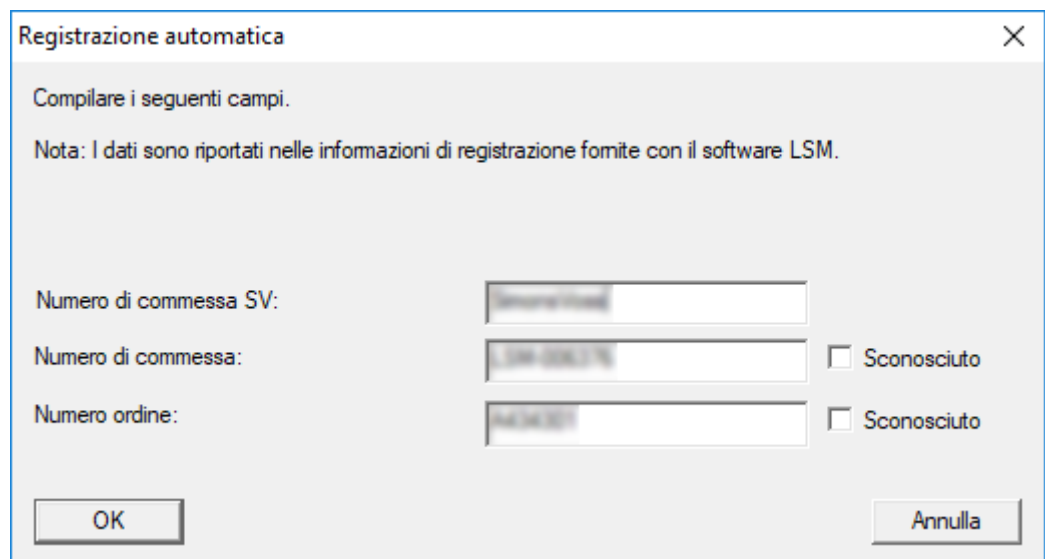 Registrazione automatica
Compilare i seguenti campi.
Nota: I dati sono riportati nelle informazioni di registrazione fornite con il software LSM.
Numero di commessa SV:
Numero di commessa: Sconosciuto
Numero ordine: Sconosciuto
OK Annulla